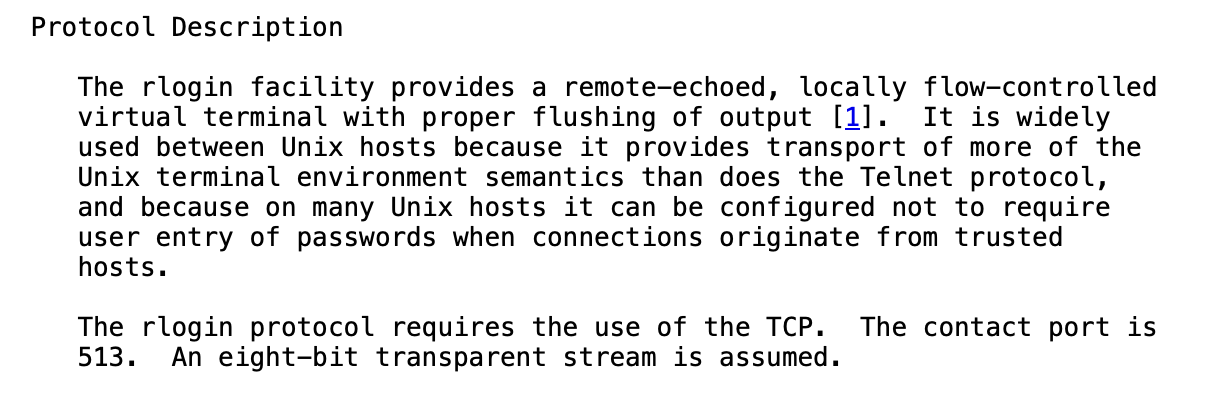 Protocol Description
The rlogin facility provides a remote-echoed, locally flow-controlled
virtual terminal with proper flushing of output [1].  It is widely
used between Unix hosts because it provides transport of more of the
Unix terminal environment semantics than does the Telnet protocol,
and because on many Unix hosts it can be configured not to require
user entry of passwords when connections originate from trusted
hosts.
The rlogin protocol requires the use of the TCP.  The contact port is
513.  An eight-bit transparent stream is assumed.